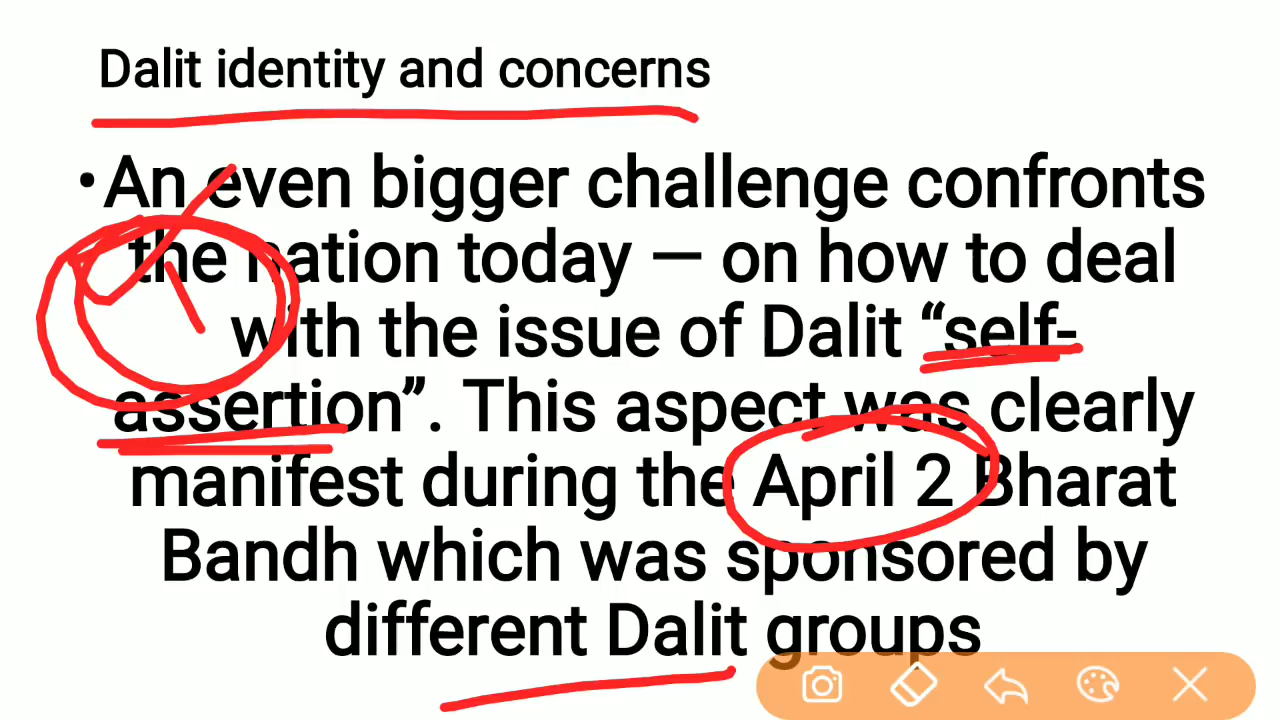 Dalit identity and concerns
•An even bigger challenge confronts
the nation today — on how to deal
with the issue of Dalit “self-
assertion”. This aspect was clearly
manifest during the April 2 Bharat
Bandh which was sponsored by
different Dalit groups